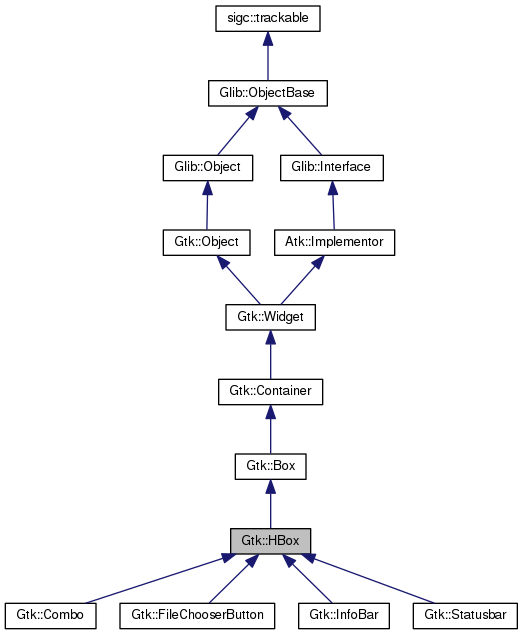 sigc::trackable
Glib::ObjectBase
Glib::Object
Glib::Interface
Gtk::Object
Atk::Implementor
Gtk::Widget
Gtk::Container
Gtk::Box
Gtk::HBox
Gtk::Combo
Gtk::FileChooserButton
Gtk::InfoBar
Gtk::Statusbar